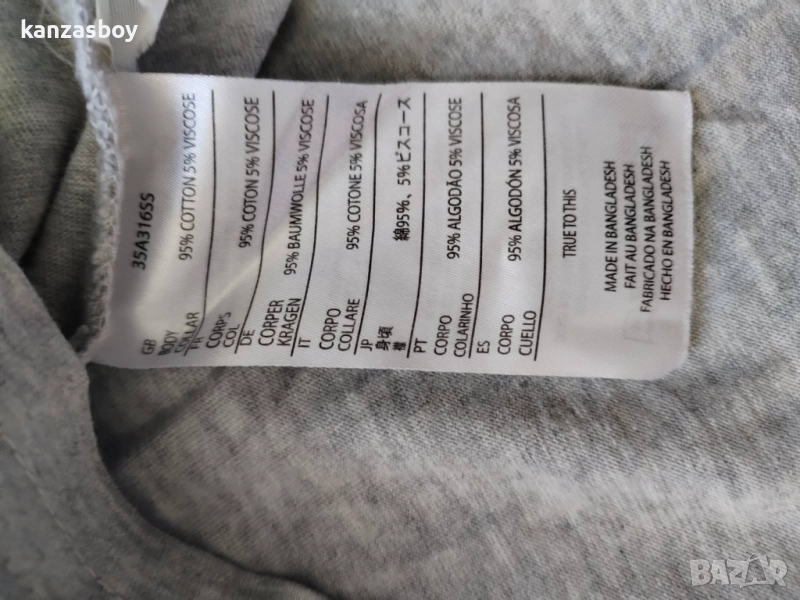 kanzasboy
35A316SS
GB
BODY 95% COTTON 5% VISCOSE
COLLAR
FR
CORPS 95% COTON 5% VISCOSE
COL
DE
CORPER 95% BAUMWOLLE 5% VISCOSE
KRAGEN
IT
CORPO 95% COTONE 5% VISCOSA
COLLARE
JP
身頃 綿95%、5%ビスコース
襟
PT
CORPO 95% ALGODÃO 5% VISCOSE
COLARINHO
ES
CORPO 95% ALGODÓN 5% VISCOSA
CUELLO
TRUE TO THIS
MADE IN BANGLADESH
FAIT AU BANGLADESH
FABRICADO NA BANGLADESH
HECHO EN BANGLADESH
BAZAR